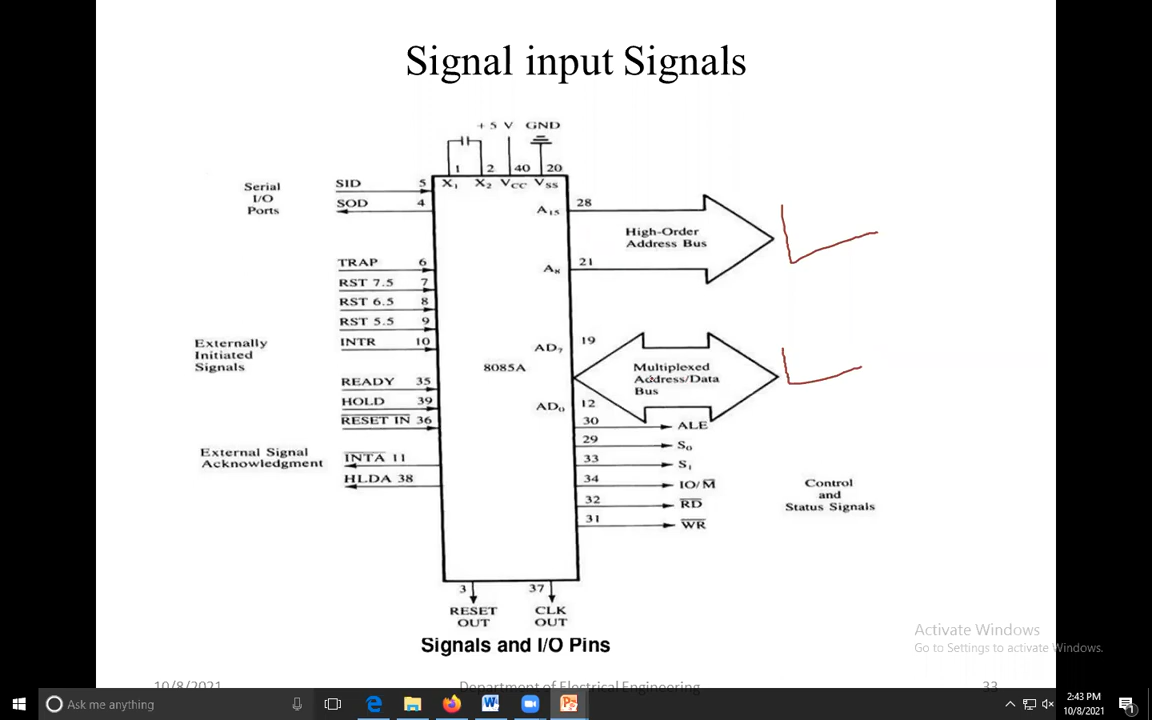 Signal input Signals
+ 5 V GND
1 2 40 20
X1 X2 VCC VSS
Serial
I/O
Ports
SID 5
SOD 4
A15 28
High-Order
Address Bus
TRAP 6
RST 7.5 7
RST 6.5 8
RST 5.5 9
INTR 10
A8 21
Externally
Initiated
Signals
AD7 19
8085A
Multiplexed
Address/Data
Bus
READY 35
HOLD 39
RESET IN 36
AD0 12
30 ALE
29 S0
33 S1
34 IO/M
32 RD
31 WR
External Signal
Acknowledgment
INTA 11
HLDA 38
Control
and
Status Signals
3 37
RESET
OUT
CLK
OUT
Signals and I/O Pins
Activate Windows
Go to Settings to activate Windows.
10/8/2021 Department of Electrical Engineering 33
Ask me anything
2:43 PM
10/8/2021
1